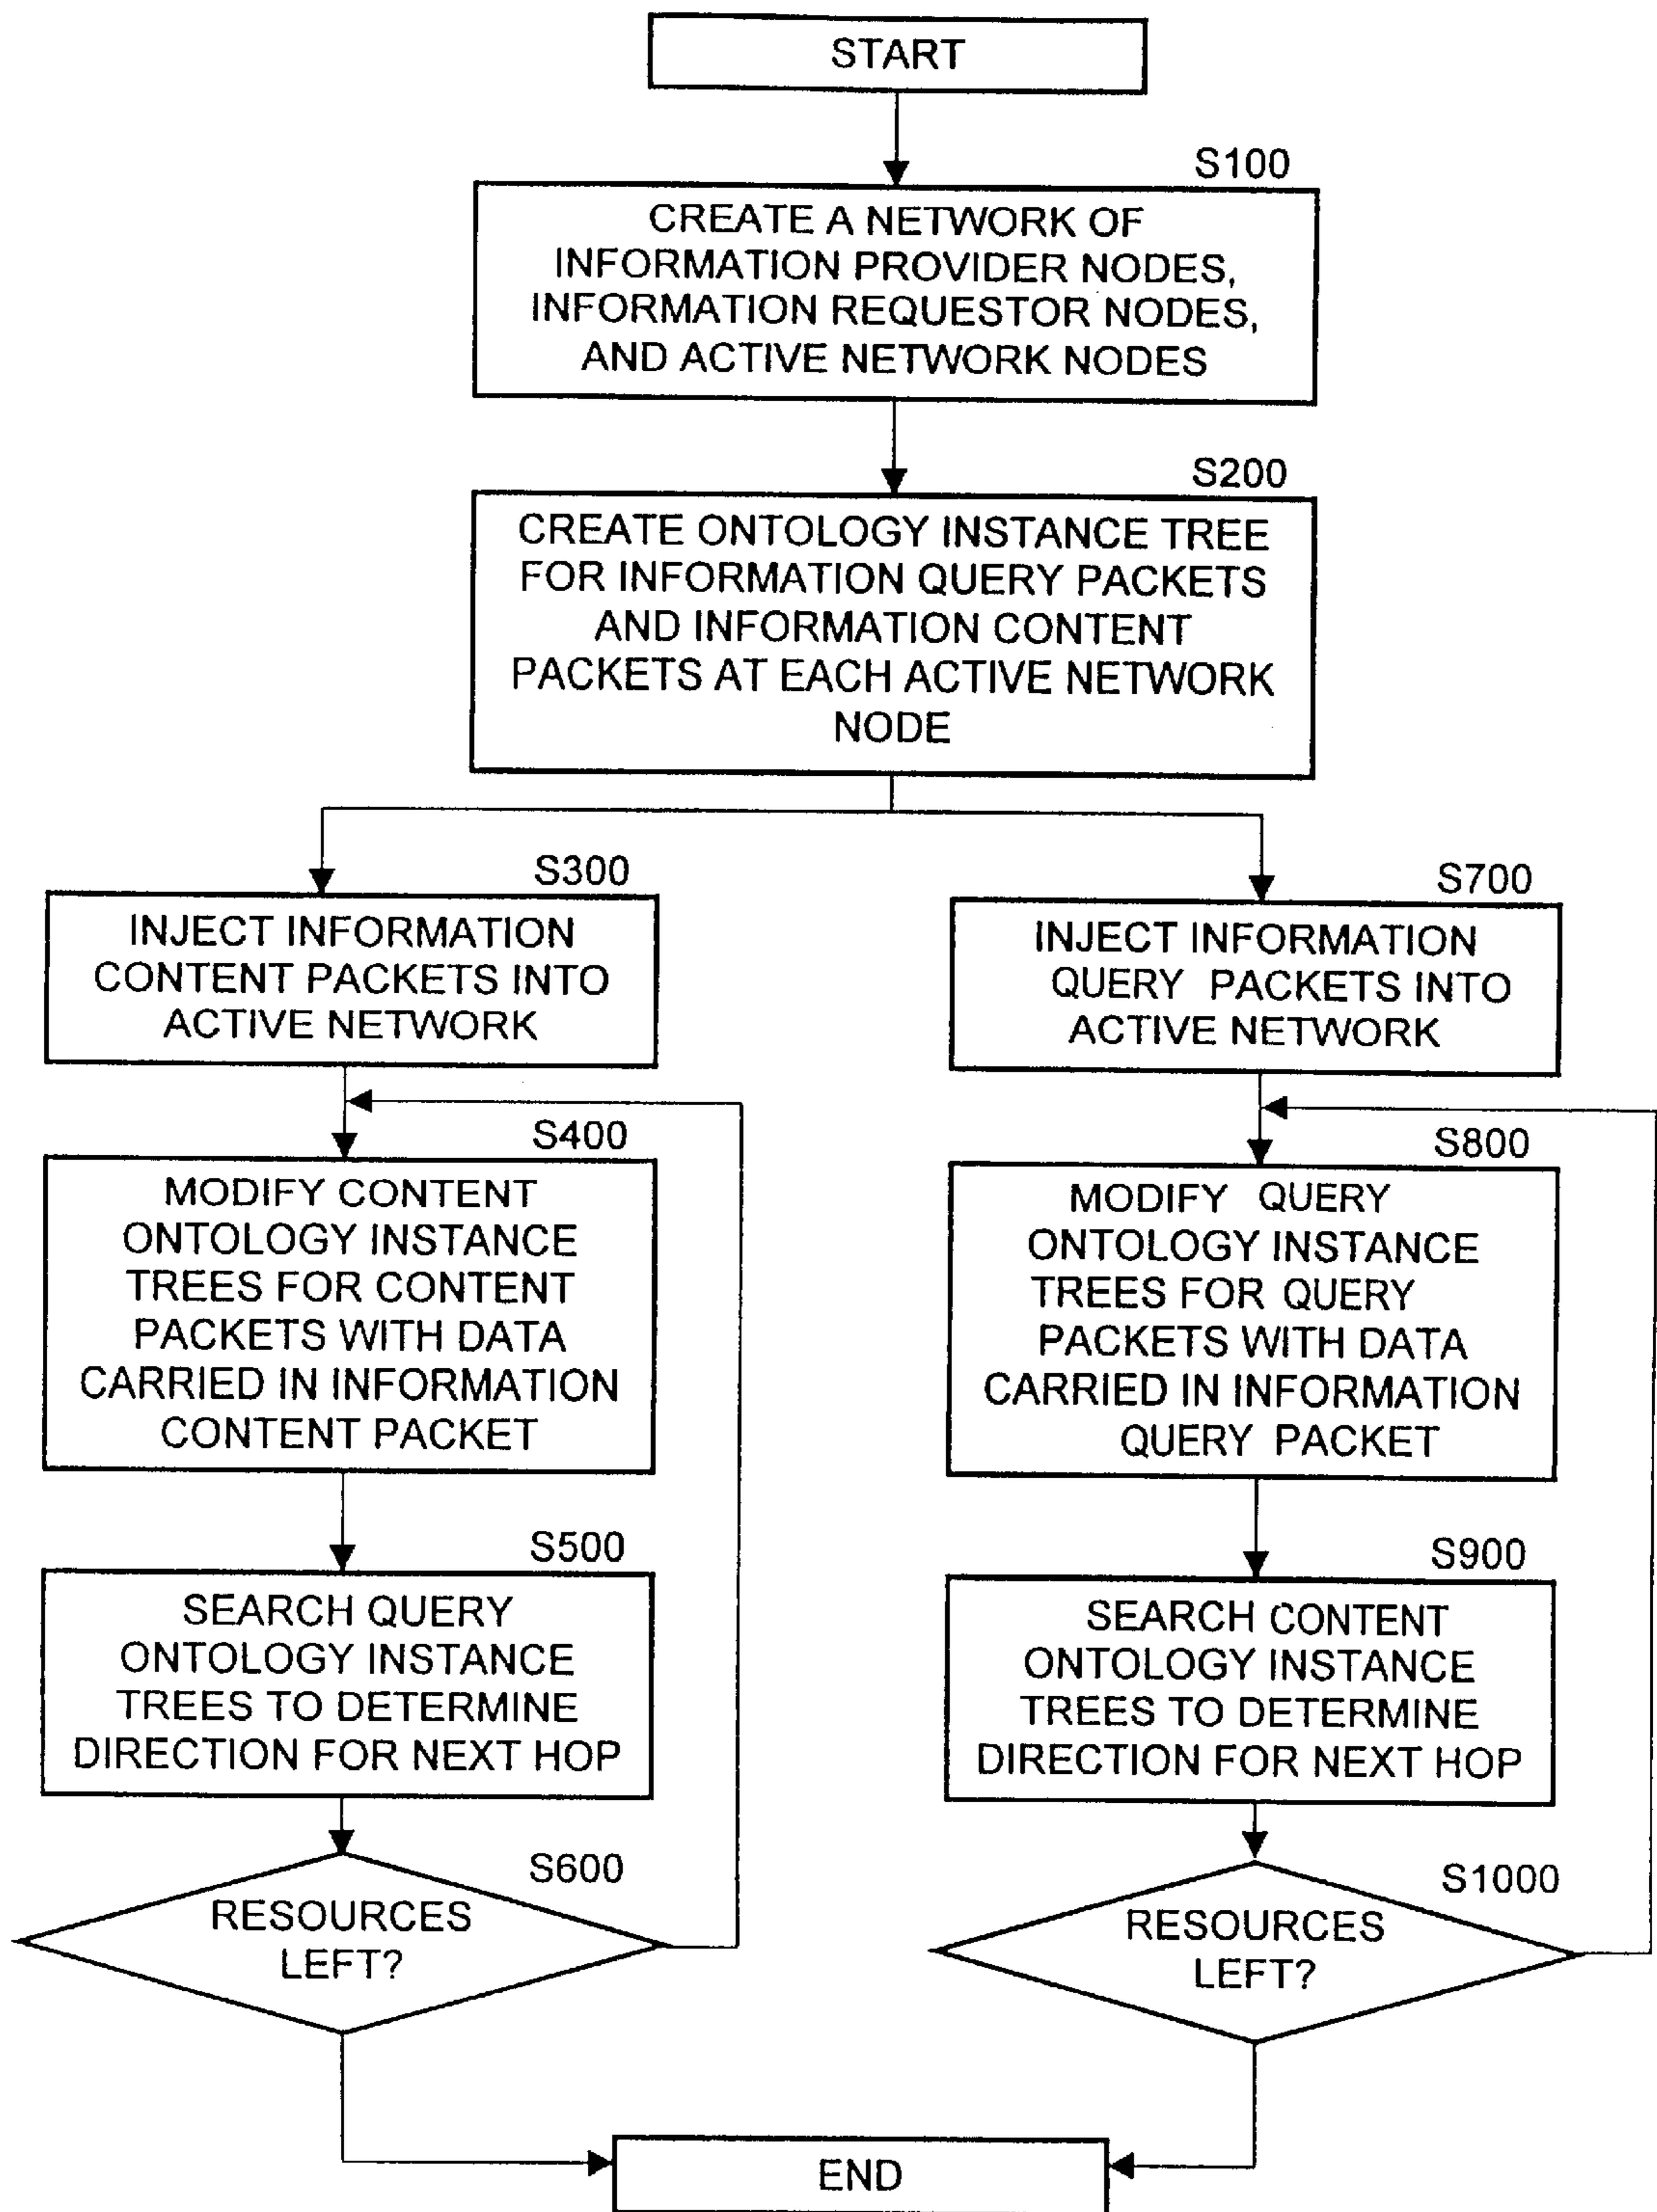 START
S100
CREATE A NETWORK OF
INFORMATION PROVIDER NODES,
INFORMATION REQUESTOR NODES,
AND ACTIVE NETWORK NODES
S200
CREATE ONTOLOGY INSTANCE TREE
FOR INFORMATION QUERY PACKETS
AND INFORMATION CONTENT
PACKETS AT EACH ACTIVE NETWORK
NODE
S300
INJECT INFORMATION
CONTENT PACKETS INTO
ACTIVE NETWORK
S400
MODIFY CONTENT
ONTOLOGY INSTANCE
TREES FOR CONTENT
PACKETS WITH DATA
CARRIED IN INFORMATION
CONTENT PACKET
S500
SEARCH QUERY
ONTOLOGY INSTANCE
TREES TO DETERMINE
DIRECTION FOR NEXT HOP
S600
RESOURCES
LEFT?
S700
INJECT INFORMATION
QUERY PACKETS INTO
ACTIVE NETWORK
S800
MODIFY QUERY
ONTOLOGY INSTANCE
TREES FOR QUERY
PACKETS WITH DATA
CARRIED IN INFORMATION
QUERY PACKET
S900
SEARCH CONTENT
ONTOLOGY INSTANCE
TREES TO DETERMINE
DIRECTION FOR NEXT HOP
S1000
RESOURCES
LEFT?
END